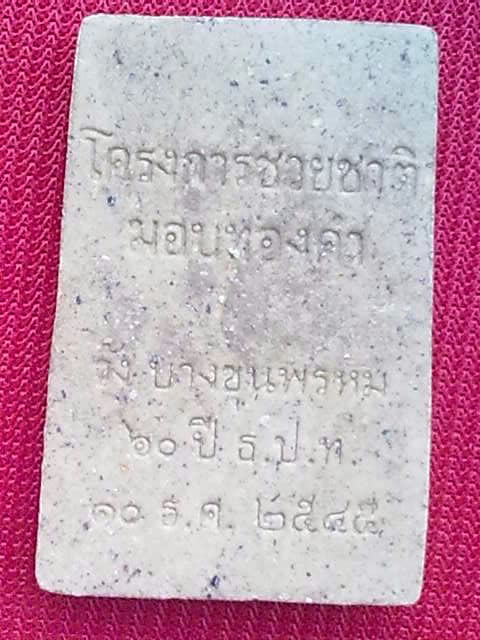 โครงการช่วยชาติ
มอบทองคำ
วัง บางขุนพรหม
๖๐ ปี ธ.ป.ท.
๑๐ ธ.ค. ๒๕๔๕